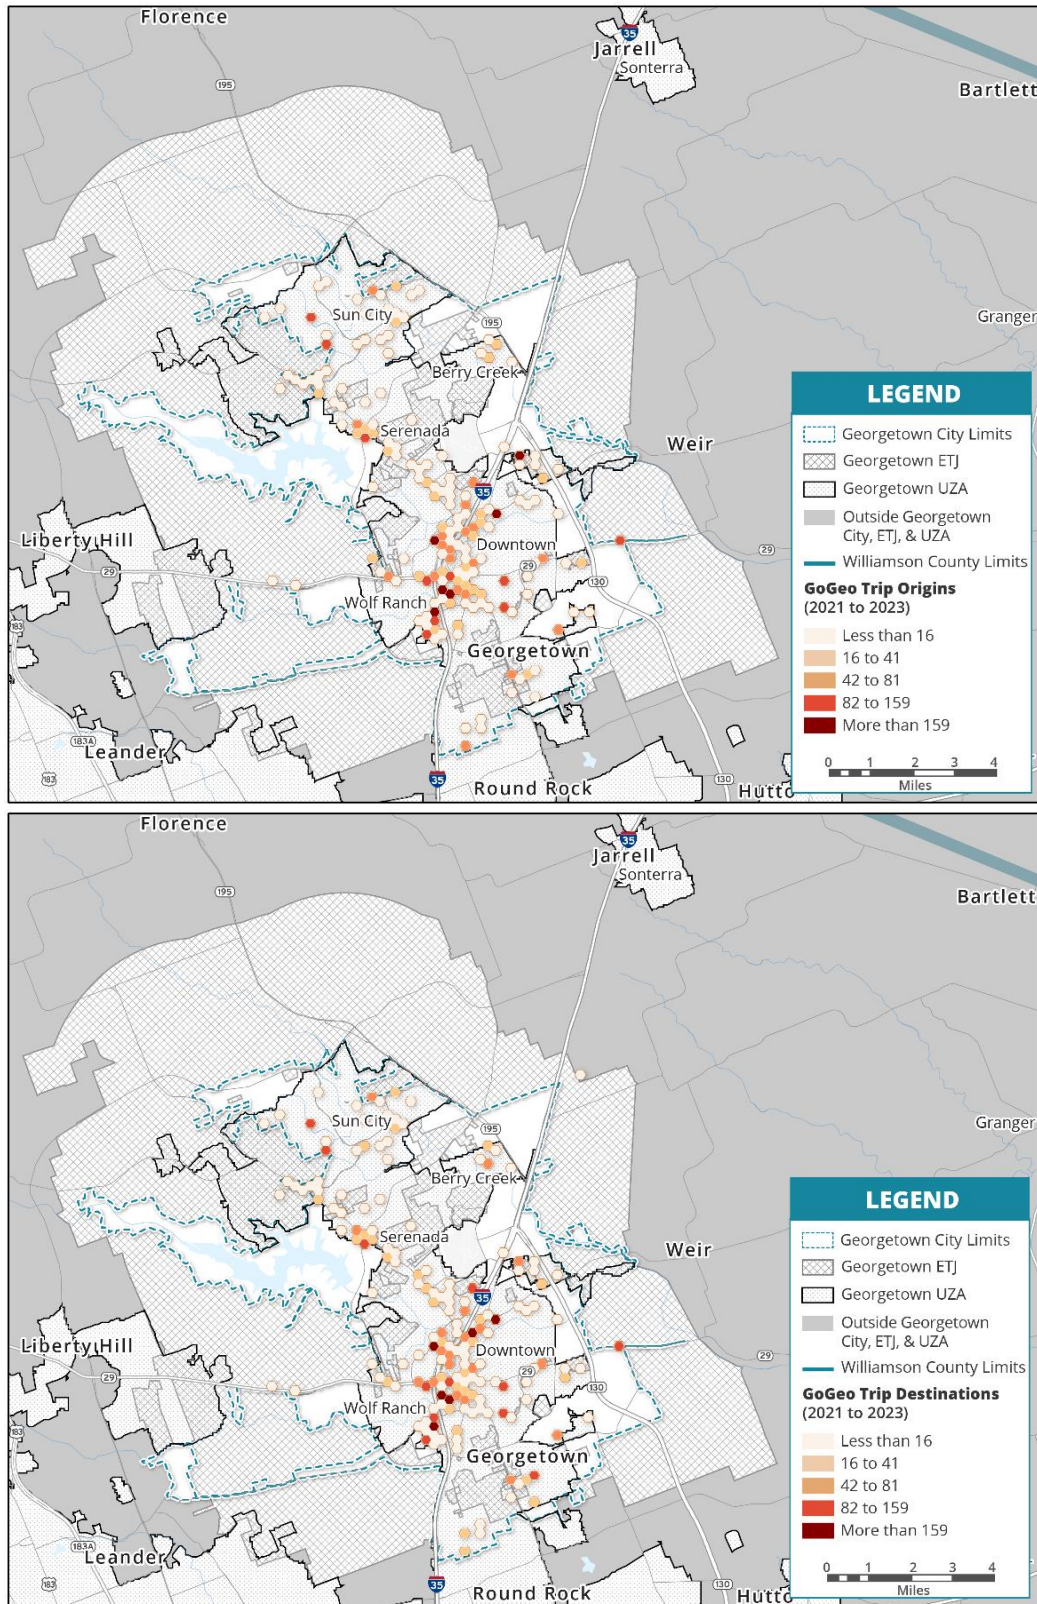 Florence
35
Jarrell
Sonterra
195
Bartlett
Granger
Sun City
195
Berry Creek
LEGEND
Georgetown City Limits
Serenada
Weir
Georgetown ETJ
35
Georgetown UZA
Outside Georgetown
City, ETJ, & UZA
Liberty Hill
Downtown
29
Williamson County Limits
29
29
130
GoGeo Trip Origins
(2021 to 2023)
Wolf Ranch
183
Less than 16
Georgetown
16 to 41
42 to 81
82 to 159
More than 159
183A
Leander
0 1 2 3 4
Miles
183
35
130
Round Rock
Hutto
Florence
35
Jarrell
Sonterra
195
Bartlett
Granger
Sun City
195
Berry Creek
LEGEND
Georgetown City Limits
Serenada
Weir
Georgetown ETJ
35
Georgetown UZA
Outside Georgetown
City, ETJ, & UZA
Liberty Hill
Downtown
29
Williamson County Limits
29
130
GoGeo Trip Destinations
(2021 to 2023)
Wolf Ranch
183
Less than 16
Georgetown
16 to 41
42 to 81
82 to 159
More than 159
183A
Leander
0 1 2 3 4
Miles
183
35
130
Round Rock
Hutto